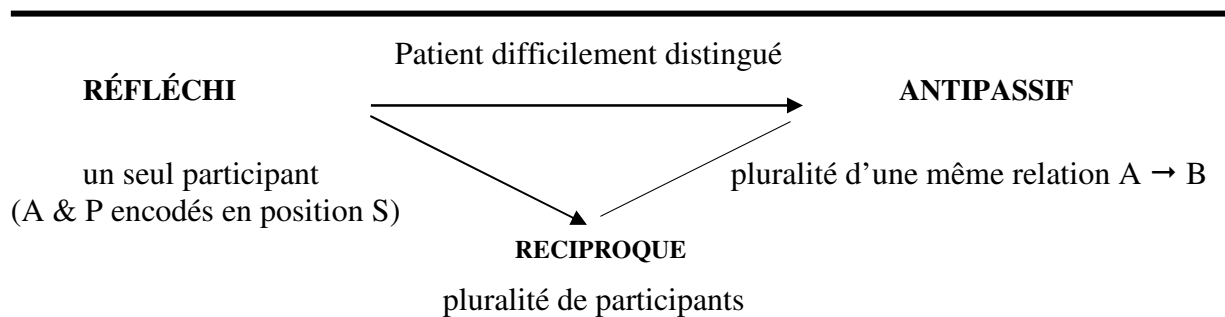 Patient difficilement distingué
RÉFLÉCHI ANTIPASSIF
un seul participant pluralité d’une même relation A → B
(A & P encodés en position S)
RECIPROQUE
pluralité de participants